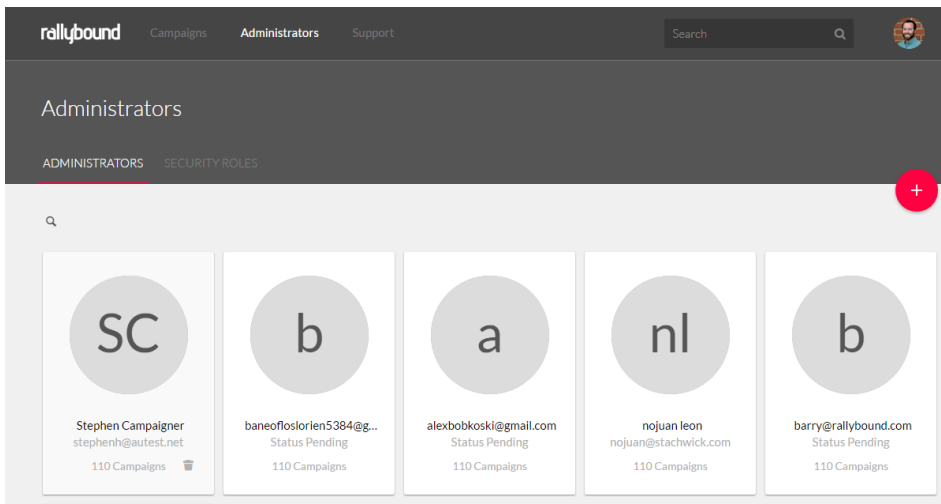 rallybound Campaigns Administrators Support Search
Administrators
ADMINISTRATORS SECURITY ROLES
+
SC b a nl b
Stephen Campaigner baneofloslorien5384@g... alexbobkoski@gmail.com nojuan leon barry@rallybound.com
stephenh@autest.net Status Pending Status Pending nojuan@stachwick.com Status Pending
110 Campaigns 110 Campaigns 110 Campaigns 110 Campaigns 110 Campaigns